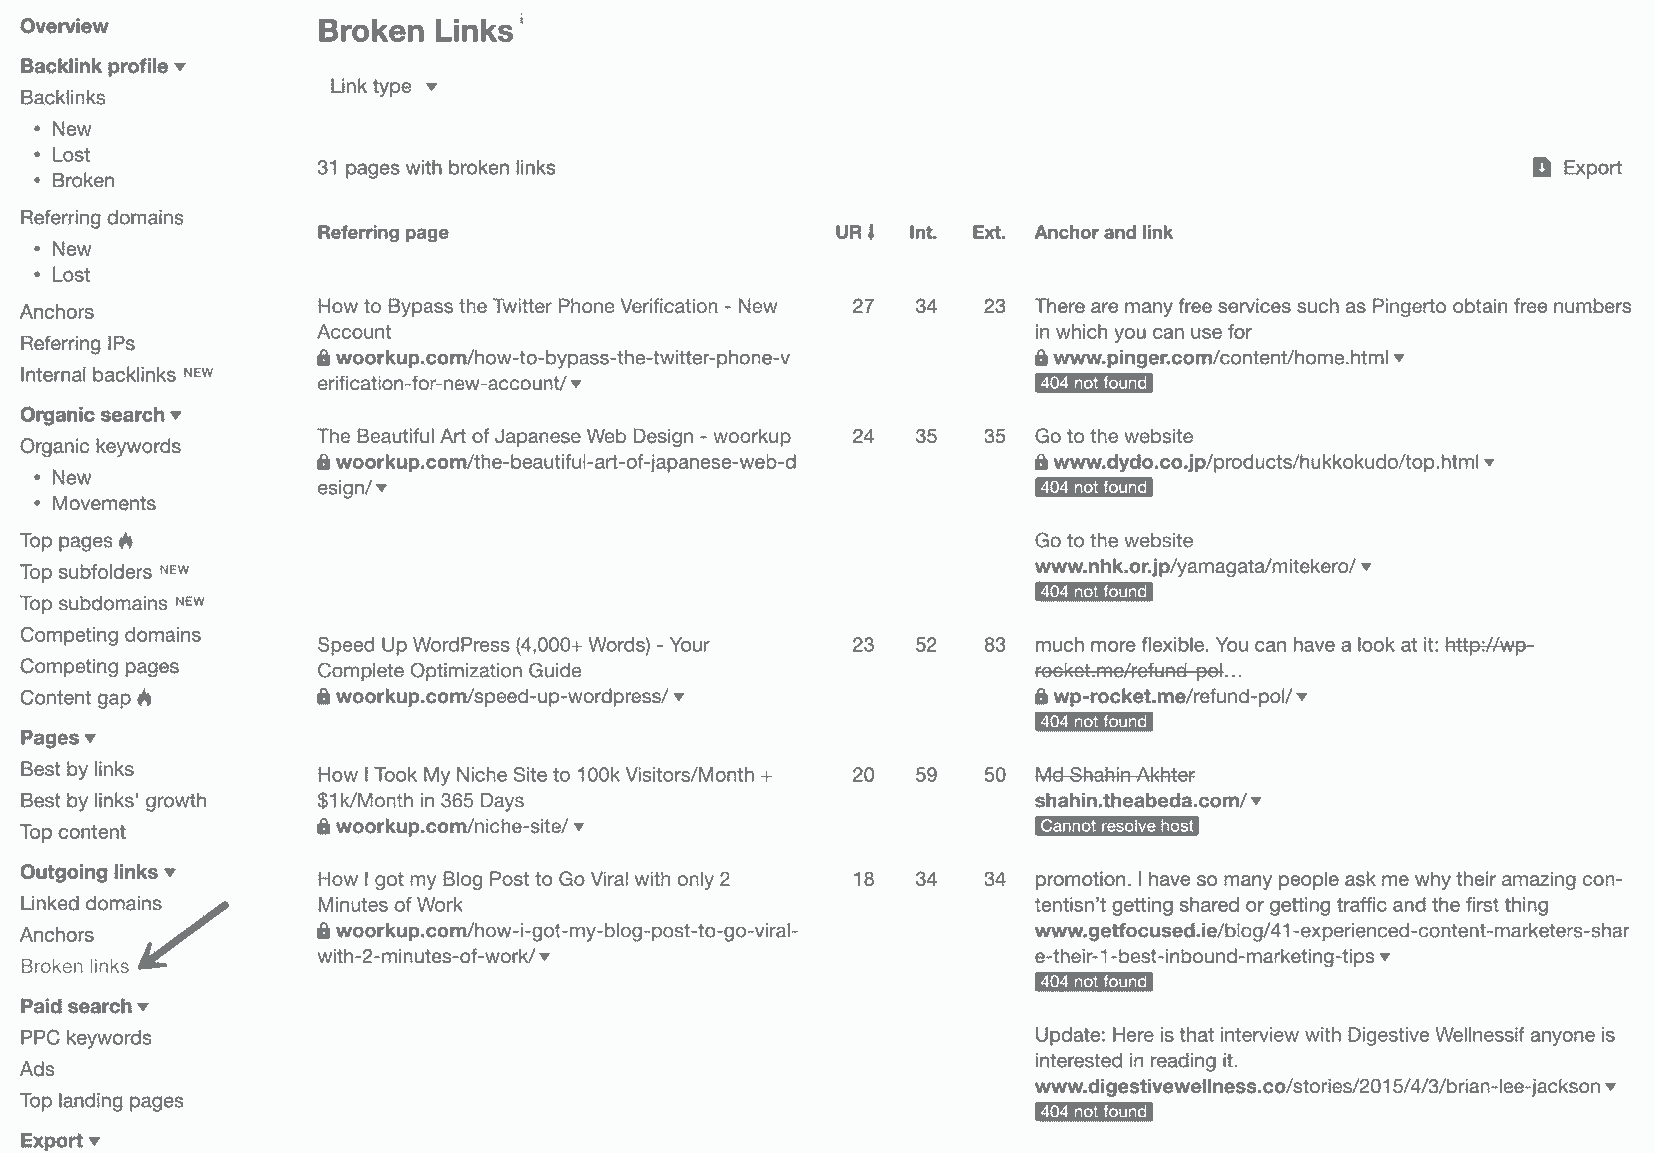 Overview
Backlink profile ▾
Backlinks
• New
• Lost
• Broken
Referring domains
• New
• Lost
Anchors
Referring IPs
Internal backlinks NEW
Organic search ▾
Organic keywords
• New
• Movements
Top pages
Top subfolders NEW
Top subdomains NEW
Competing domains
Competing pages
Content gap
Pages ▾
Best by links
Best by links' growth
Top content
Outgoing links ▾
Linked domains
Anchors
Broken links
Paid search ▾
PPC keywords
Ads
Top landing pages
Export ▾
Broken Links i
Link type ▾
31 pages with broken links
Export
Referring page UR ↓ Int. Ext. Anchor and link
How to Bypass the Twitter Phone Verification - New 27 34 23 There are many free services such as Pingerto obtain free numbers
Account in which you can use for
woorkup.com/how-to-bypass-the-twitter-phone-v www.pinger.com/content/home.html ▾
erification-for-new-account/ ▾ 404 not found
The Beautiful Art of Japanese Web Design - woorkup 24 35 35 Go to the website
woorkup.com/the-beautiful-art-of-japanese-web-d www.dydo.co.jp/products/hukkokudo/top.html ▾
esign/ ▾ 404 not found
Go to the website
www.nhk.or.jp/yamagata/mitekero/ ▾
404 not found
Speed Up WordPress (4,000+ Words) - Your 23 52 83 much more flexible. You can have a look at it: http://wp-
Complete Optimization Guide rocket.me/refund-pol…
woorkup.com/speed-up-wordpress/ ▾ wp-rocket.me/refund-pol/ ▾
404 not found
How I Took My Niche Site to 100k Visitors/Month + 20 59 50 Md Shahin Akhter
$1k/Month in 365 Days shahin.theabeda.com/ ▾
woorkup.com/niche-site/ ▾ Cannot resolve host
How I got my Blog Post to Go Viral with only 2 18 34 34 promotion. I have so many people ask me why their amazing con-
Minutes of Work tentisn't getting shared or getting traffic and the first thing
woorkup.com/how-i-got-my-blog-post-to-go-viral- www.getfocused.ie/blog/41-experienced-content-marketers-shar
with-2-minutes-of-work/ ▾ e-their-1-best-inbound-marketing-tips ▾
404 not found
Update: Here is that interview with Digestive Wellnessif anyone is
interested in reading it.
www.digestivewellness.co/stories/2015/4/3/brian-lee-jackson ▾
404 not found